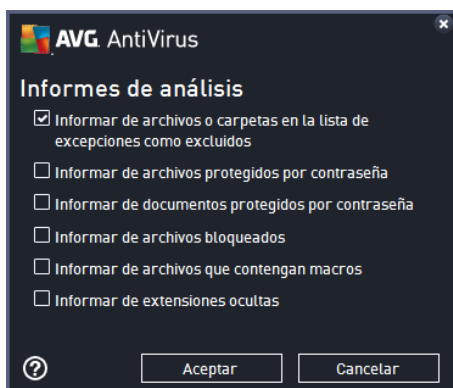 AVG. AntiVirus
Informes de análisis
Informar de archivos o carpetas en la lista de
excepciones como excluidos
Informar de archivos protegidos por contraseña
Informar de documentos protegidos por contraseña
Informar de archivos bloqueados
Informar de archivos que contengan macros
Informar de extensiones ocultas
? Aceptar Cancelar